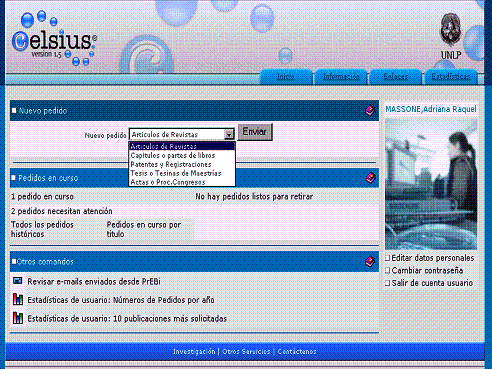 Celsius®
version 1.5
UNLP
Inicio
Información
Enlaces
Estadísticas
Nuevo pedido
MASSONE,Adriana Raquel
Nuevo pedido Articulos de Revistas Enviar
Articulos de Revistas
Capítulos o partes de libros
Patentes y Registraciones
Tesis o Tesinas de Maestrías
Actas o Proc.Congresos
Pedidos en curso
1 pedido en curso
No hay pedidos listos para retirar
2 pedidos necesitan atención
Todos los pedidos históricos
Pedidos en curso por título
Editar datos personales
Cambiar contraseña
Salir de cuenta usuario
Otros comandos
Revisar e-mails enviados desde PrEBi
Estadísticas de usuario: Números de Pedidos por año
Estadísticas de usuario: 10 publicaciones más solicitadas
Investigación | Otros Servicios | Contáctenos